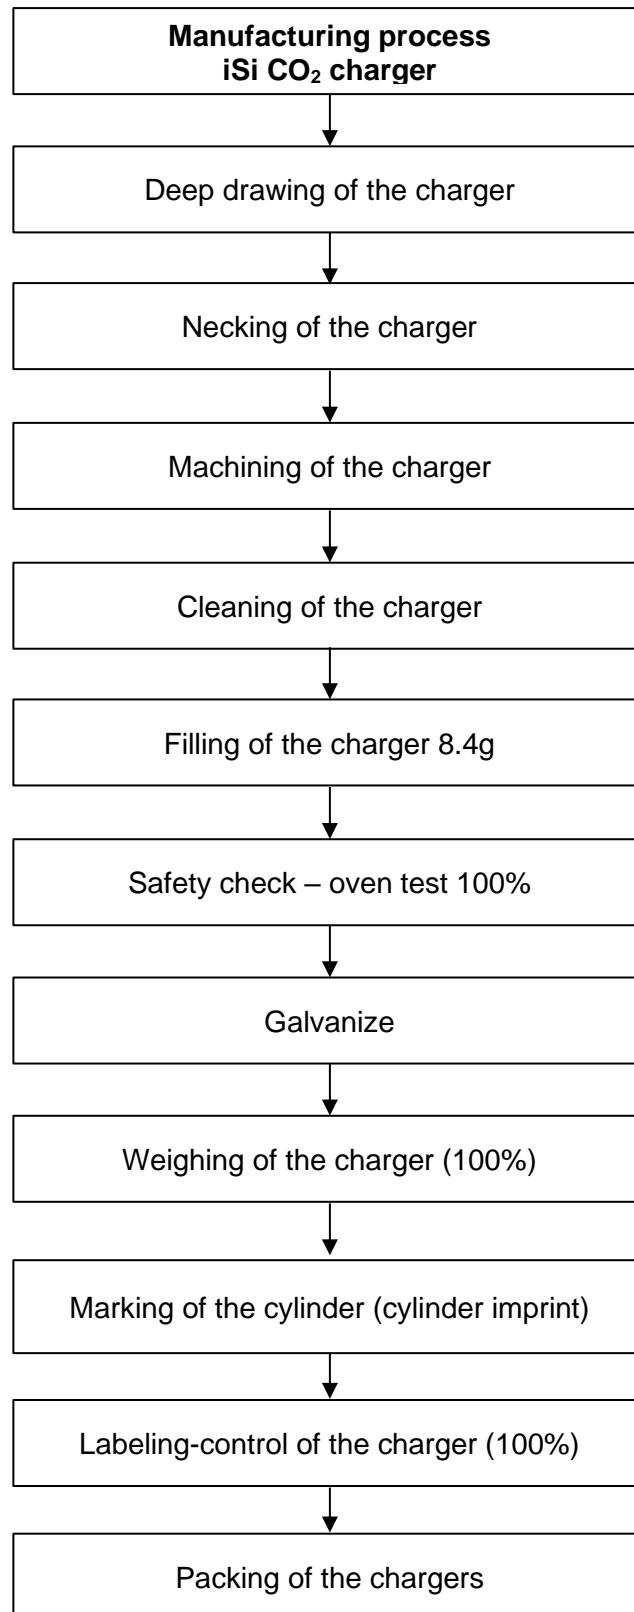 Manufacturing process
iSi CO₂ charger
Deep drawing of the charger
Necking of the charger
Machining of the charger
Cleaning of the charger
Filling of the charger 8.4g
Safety check – oven test 100%
Galvanize
Weighing of the charger (100%)
Marking of the cylinder (cylinder imprint)
Labeling-control of the charger (100%)
Packing of the chargers